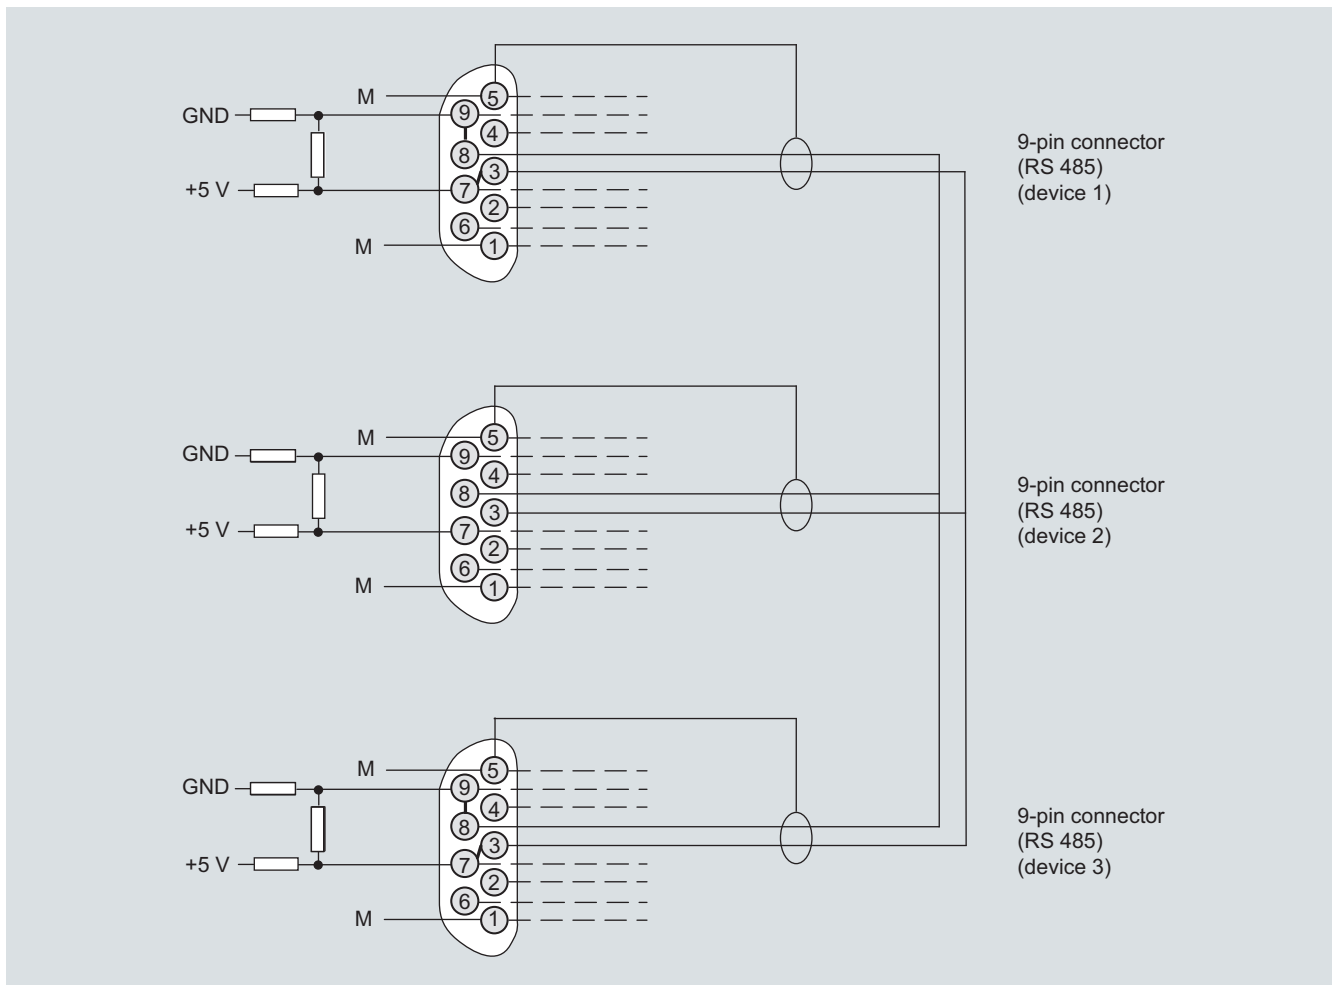 M
5
GND
9
4
8
3
+5 V
7
2
6
M
1
9-pin connector
(RS 485)
(device 1)
M
5
GND
9
4
8
3
+5 V
7
2
6
M
1
9-pin connector
(RS 485)
(device 2)
M
5
GND
9
4
8
3
+5 V
7
2
6
M
1
9-pin connector
(RS 485)
(device 3)